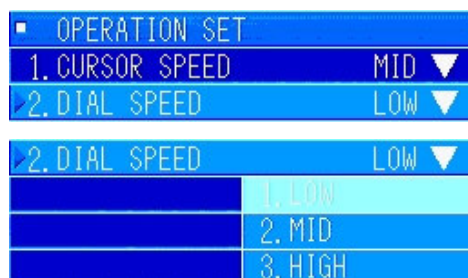 OPERATION SET
1. CURSOR SPEED MID ▼
2. DIAL SPEED LOW ▼
2. DIAL SPEED LOW ▼
1. LOW
2. MID
3. HIGH